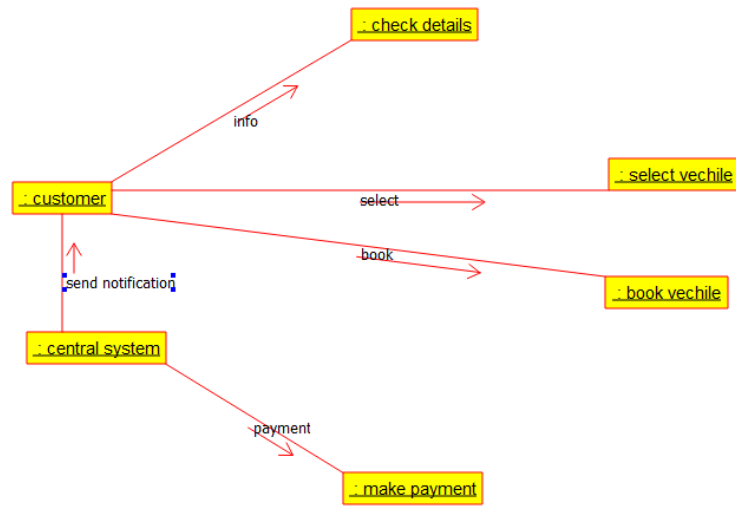 : check details
info
: select vechile
: customer
select
book
send notification
: book vechile
: central system
payment
: make payment